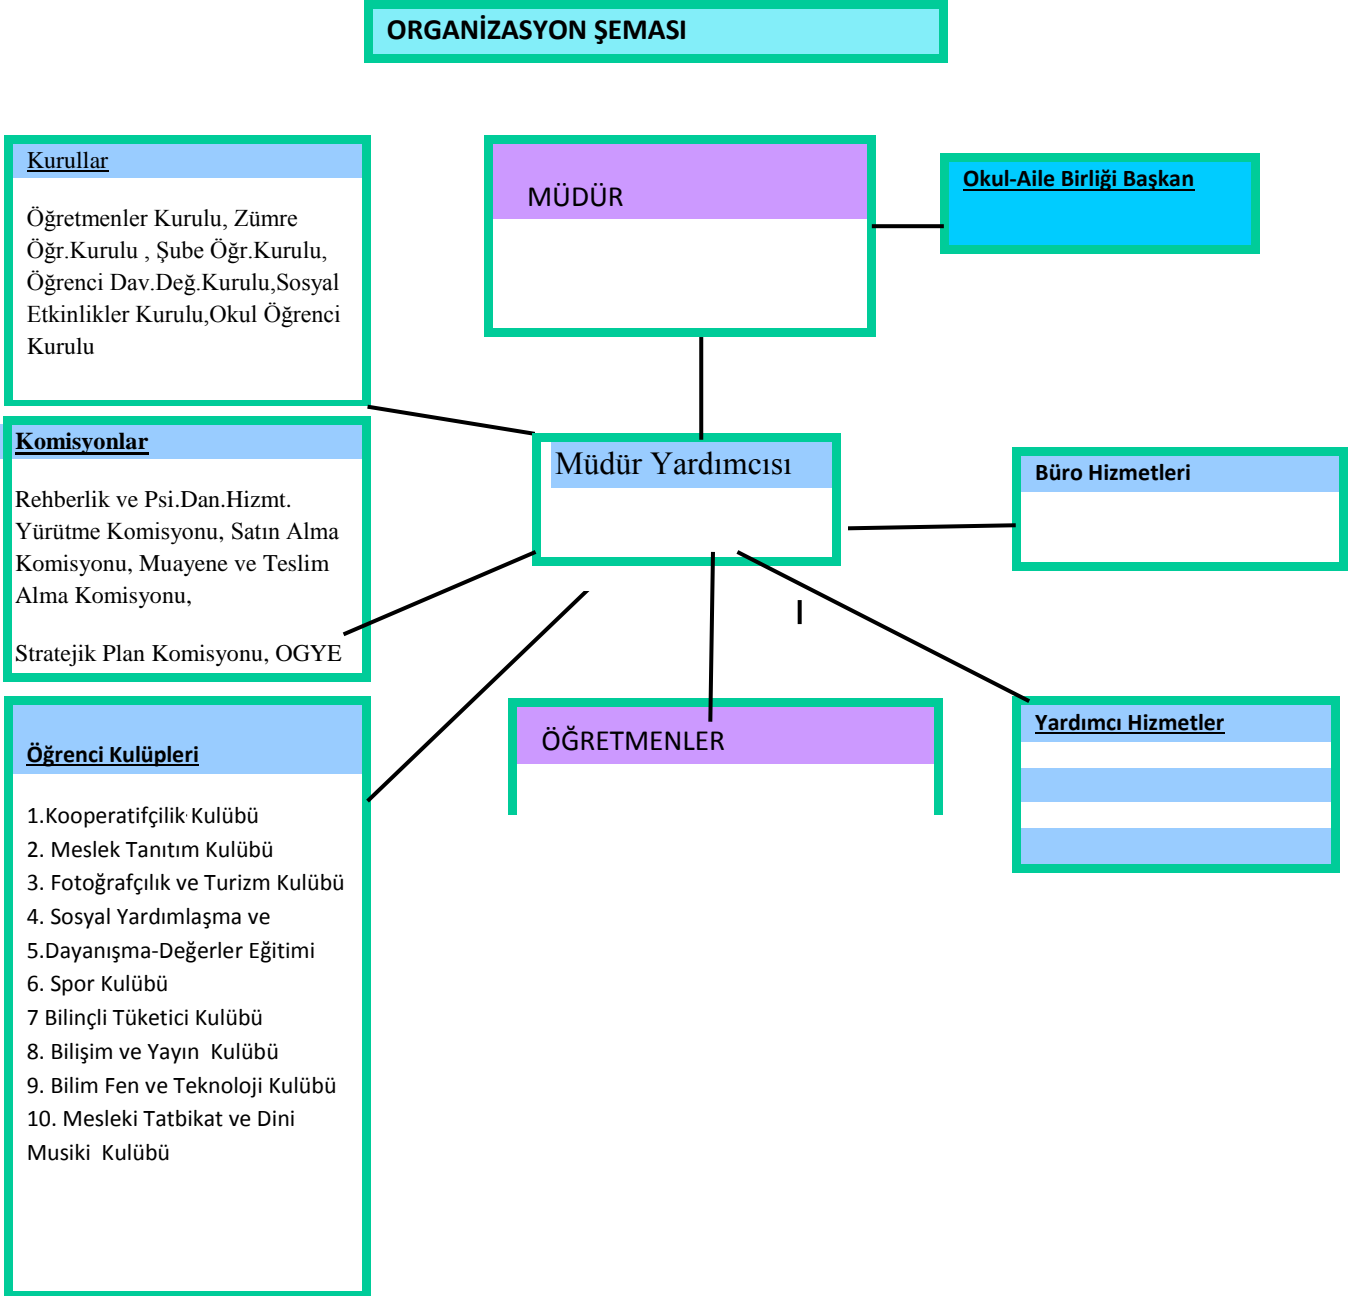 ORGANİZASYON ŞEMASI
Kurullar
Öğretmenler Kurulu, Zümre
Öğr.Kurulu , Şube Öğr.Kurulu,
Öğrenci Dav.Değ.Kurulu,Sosyal
Etkinlikler Kurulu,Okul Öğrenci
Kurulu
MÜDÜR
Okul-Aile Birliği Başkan
Komisyonlar
Rehberlik ve Psi.Dan.Hizmt.
Yürütme Komisyonu, Satın Alma
Komisyonu, Muayene ve Teslim
Alma Komisyonu,
Stratejik Plan Komisyonu, OGYE
Müdür Yardımcısı
Büro Hizmetleri
Öğrenci Kulüpleri
1.Kooperatifçilik Kulübü
2. Meslek Tanıtım Kulübü
3. Fotoğrafçılık ve Turizm Kulübü
4. Sosyal Yardımlaşma ve
5.Dayanışma-Değerler Eğitimi
6. Spor Kulübü
7 Bilinçli Tüketici Kulübü
8. Bilişim ve Yayın  Kulübü
9. Bilim Fen ve Teknoloji Kulübü
10. Mesleki Tatbikat ve Dini
Musiki  Kulübü
ÖĞRETMENLER
Yardımcı Hizmetler